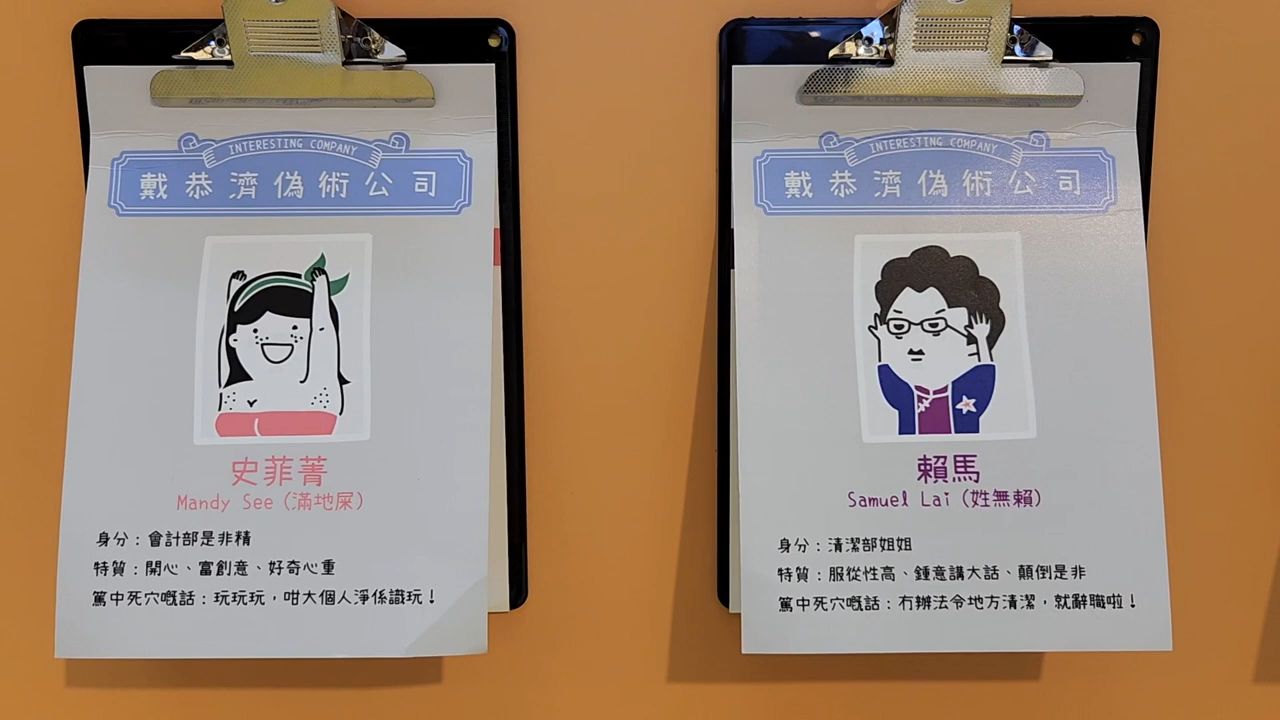 INTERESTING COMPANY
戴恭濟偽術公司
史菲菁
Mandy See (滿地屎)
身分：會計部是非精
特質：開心、富創意、好奇心重
篤中死穴嘅話：玩玩玩，咁大個人淨係識玩！
INTERESTING COMPANY
戴恭濟偽術公司
賴馬
Samuel Lai (姓無賴)
身分：清潔部姐姐
特質：服從性高、鍾意講大話、顛倒是非
篤中死穴嘅話：冇辦法令地方清潔，就辭職啦！